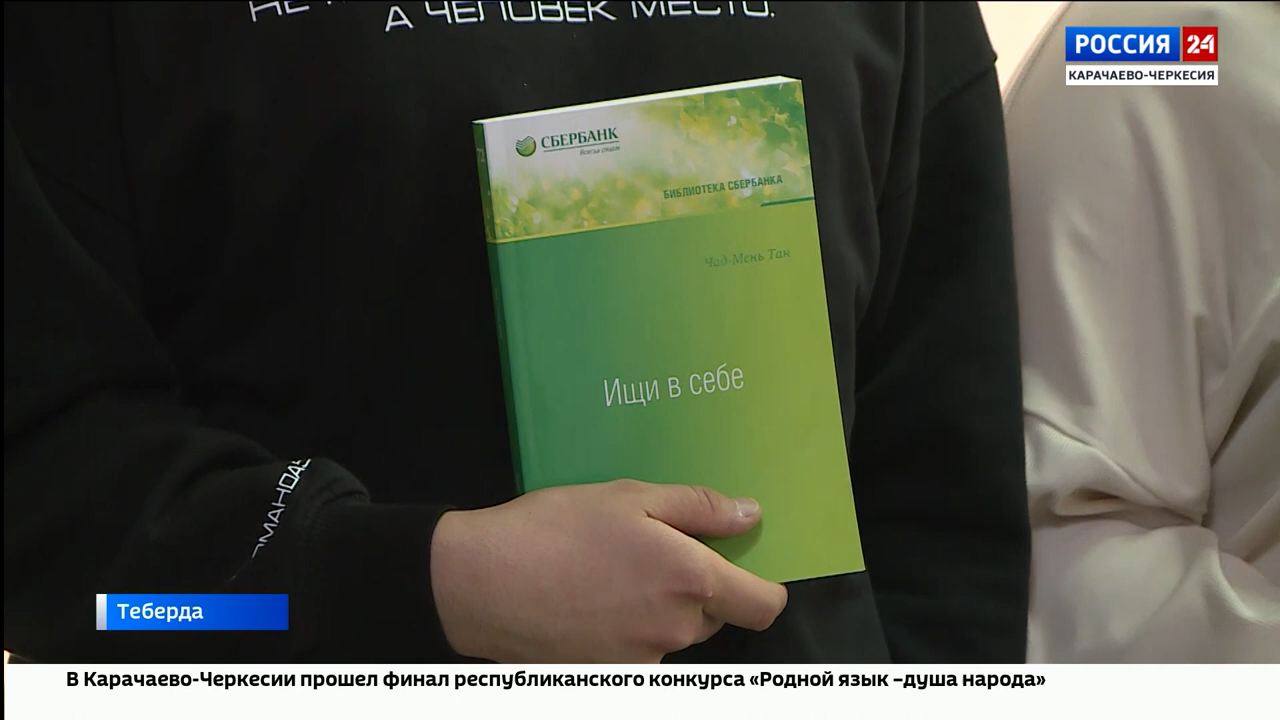 А ЧЕЛОВЕК МЕСТО.
РОССИЯ 24
КАРАЧАЕВО-ЧЕРКЕСИЯ
СБЕРБАНК
Всегда рядом
БИБЛИОТЕКА СБЕРБАНКА
Чад-Мень Тан
Ищи в себе
Теберда
В Карачаево-Черкесии прошел финал республиканского конкурса «Родной язык –душа народа»